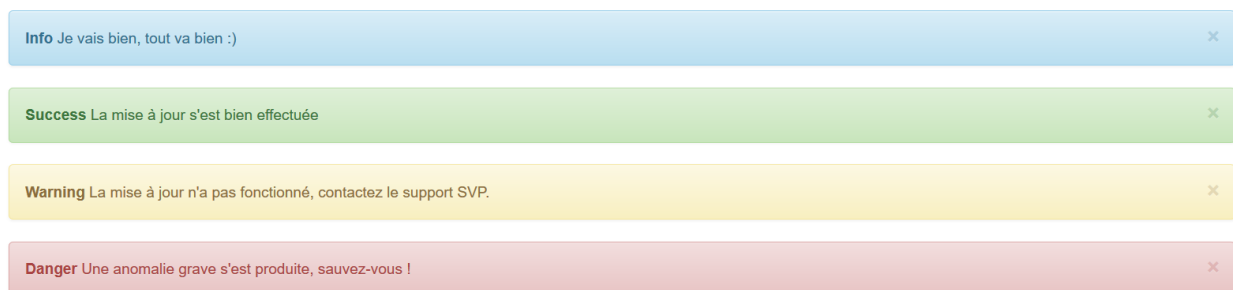 Info Je vais bien, tout va bien :) ×
Success La mise à jour s'est bien effectuée ×
Warning La mise à jour n'a pas fonctionné, contactez le support SVP. ×
Danger Une anomalie grave s'est produite, sauvez-vous ! ×